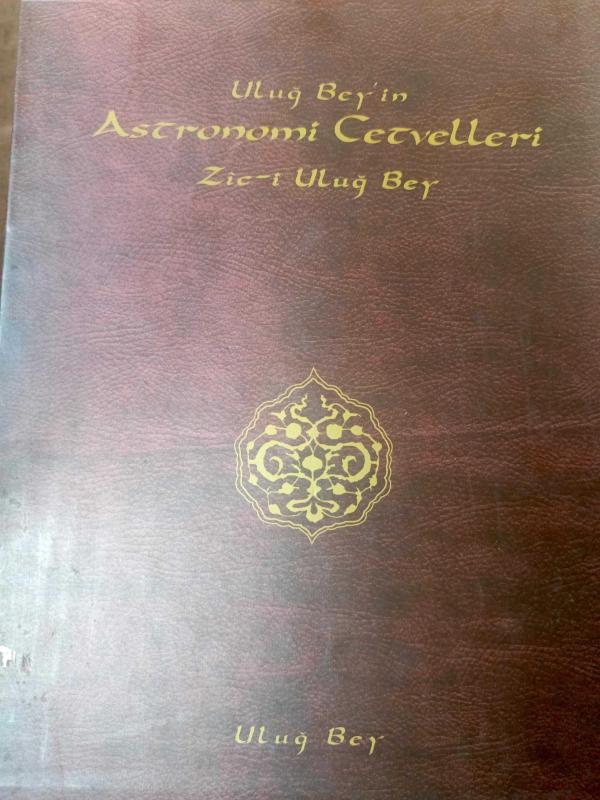 Uluğ Bey'in
Astronomi Cetvelleri
Zic-i Uluğ Bey
Uluğ Bey